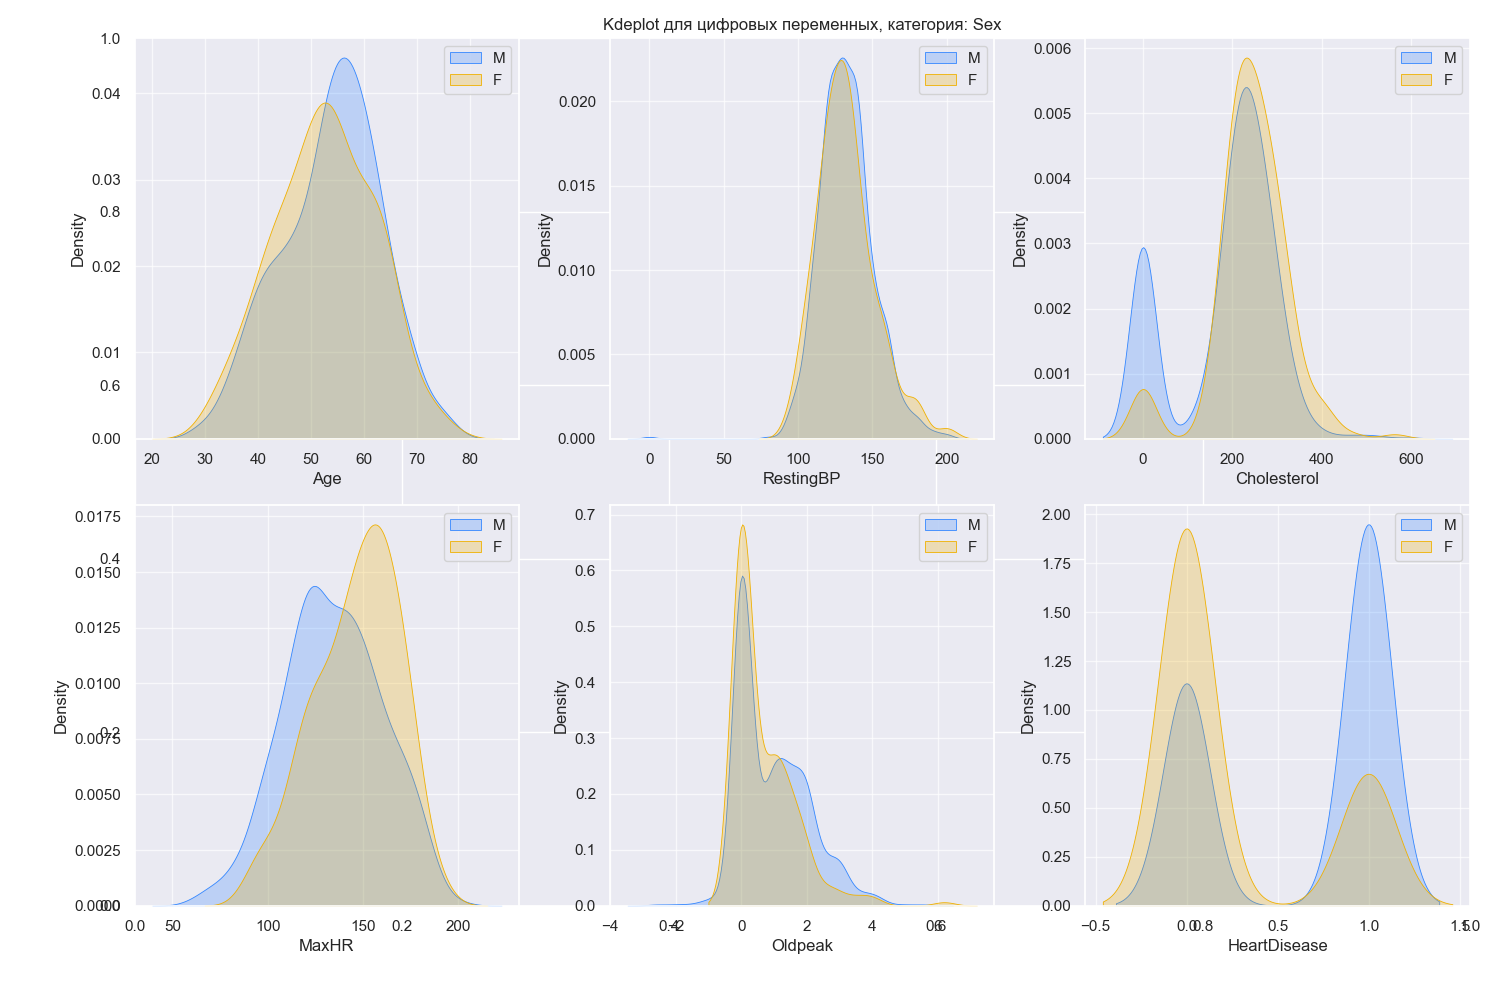 Kdeplot для цифровых переменных, категория: Sex
1.0
0.04
0.03
0.8
0.02
0.01
0.6
0.00
Density
M
F
20 30 40 50 60 70 80
Age
0.020
0.015
0.010
0.005
0.000
Density
M
F
0 50 100 150 200
RestingBP
0.006
0.005
0.004
0.003
0.002
0.001
0.000
Density
M
F
0 200 400 600
Cholesterol
0.0175
0.4
0.0150
0.0125
0.0100
0.0075
0.2
0.0050
0.0025
0.0000
0.0
Density
M
F
0.0 50 100 150 0.2 200
MaxHR
0.7
0.6
0.5
0.4
0.3
0.2
0.1
0.0
Density
M
F
−4 0.4 −2 0 2 4 0.6 6
Oldpeak
2.00
1.75
1.50
1.25
1.00
0.75
0.50
0.25
0.00
Density
M
F
−0.5 0.0 0.8 0.5 1.0 1.5 1.0
HeartDisease